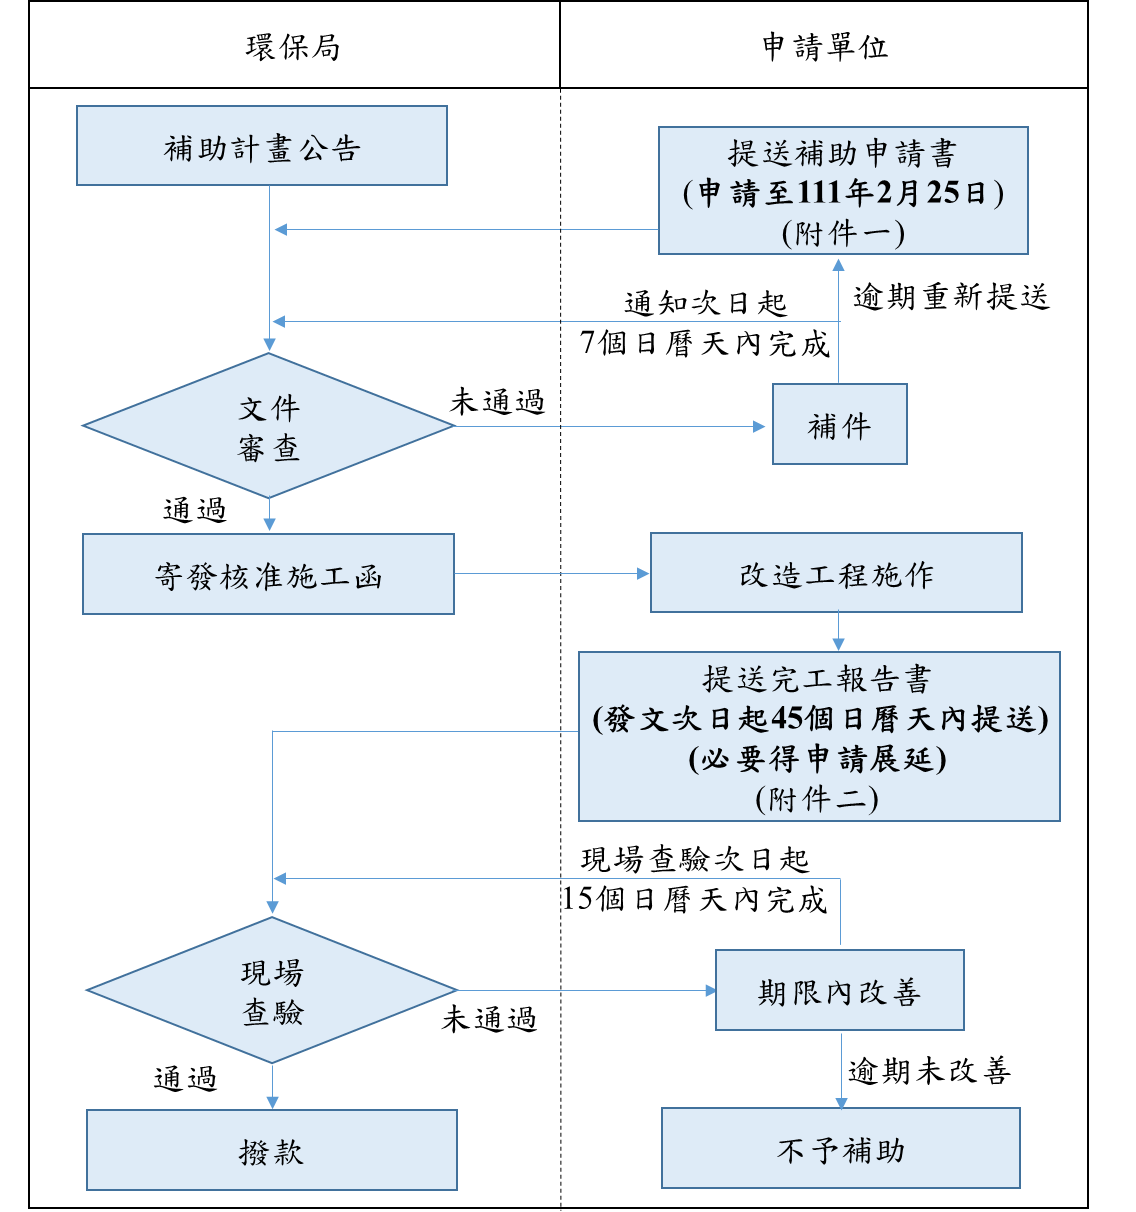 環保局
申請單位
補助計畫公告
提送補助申請書
(申請至111年2月25日)
(附件一)
逾期重新提送
通知次日起
7個日曆天內完成
文件
審查
未通過
補件
通過
寄發核准施工函
改造工程施作
提送完工報告書
(發文次日起45個日曆天內提送)
(必要得申請展延)
(附件二)
現場查驗次日起
15個日曆天內完成
現場
查驗
未通過
期限內改善
通過
逾期未改善
撥款
不予補助